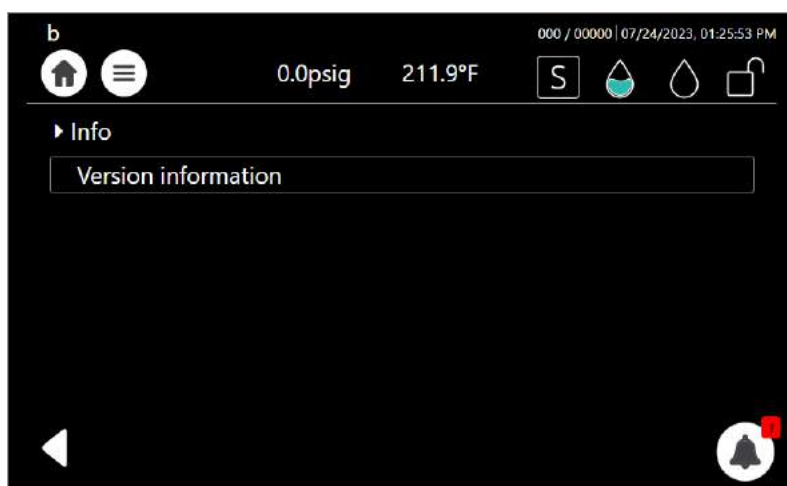 b
000 / 00000 | 07/24/2023, 01:25:53 PM
0.0psig 211.9°F S
Info
Version information
!